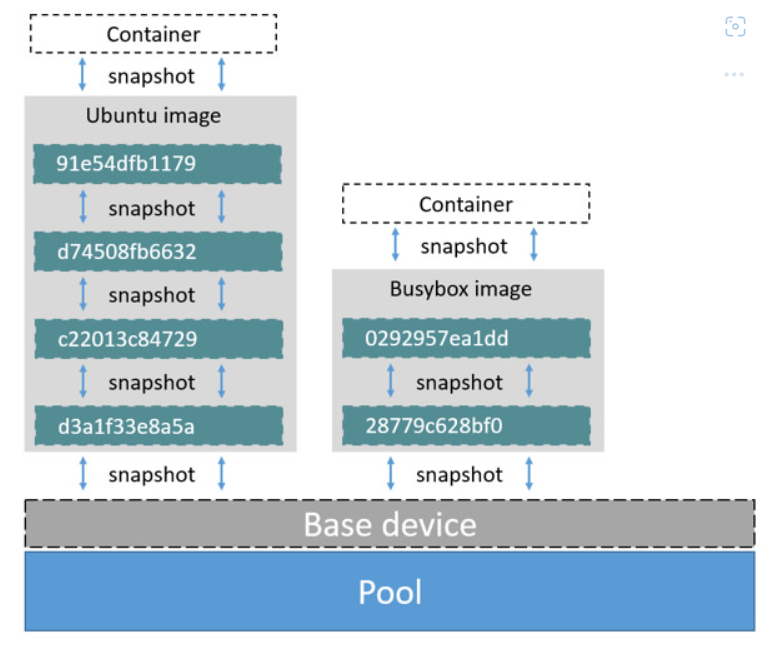 Container
snapshot
Ubuntu image
91e54dfb1179
snapshot
d74508fb6632
snapshot
c22013c84729
snapshot
d3a1f33e8a5a
snapshot
Container
snapshot
Busybox image
0292957ea1dd
snapshot
28779c628bf0
snapshot
Base device
Pool